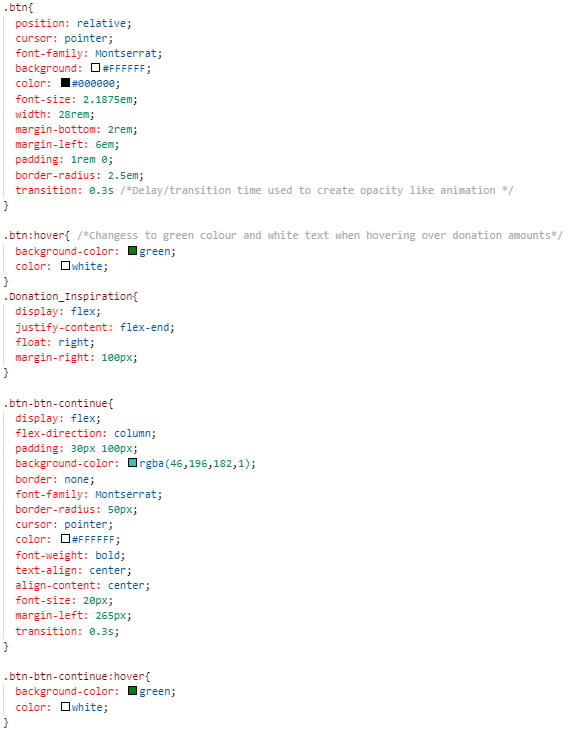 .btn{
position: relative;
cursor: pointer;
font-family: Montserrat;
background: #FFFFFF;
color: #000000;
font-size: 2.1875em;
width: 28rem;
margin-bottom: 2rem;
margin-left: 6em;
padding: 1rem 0;
border-radius: 2.5em;
transition: 0.3s /*Delay/transition time used to create opacity like animation */
}
.btn:hover{ /*Changess to green colour and white text when hovering over donation amounts*/
background-color: green;
color: white;
}
.Donation_Inspiration{
display: flex;
justify-content: flex-end;
float: right;
margin-right: 100px;
}
.btn-btn-continue{
display: flex;
flex-direction: column;
padding: 30px 100px;
background-color: rgba(46,196,182,1);
border: none;
font-family: Montserrat;
border-radius: 50px;
cursor: pointer;
color: #FFFFFF;
font-weight: bold;
text-align: center;
align-content: center;
font-size: 20px;
margin-left: 265px;
transition: 0.3s;
}
.btn-btn-continue:hover{
background-color: green;
color: white;
}